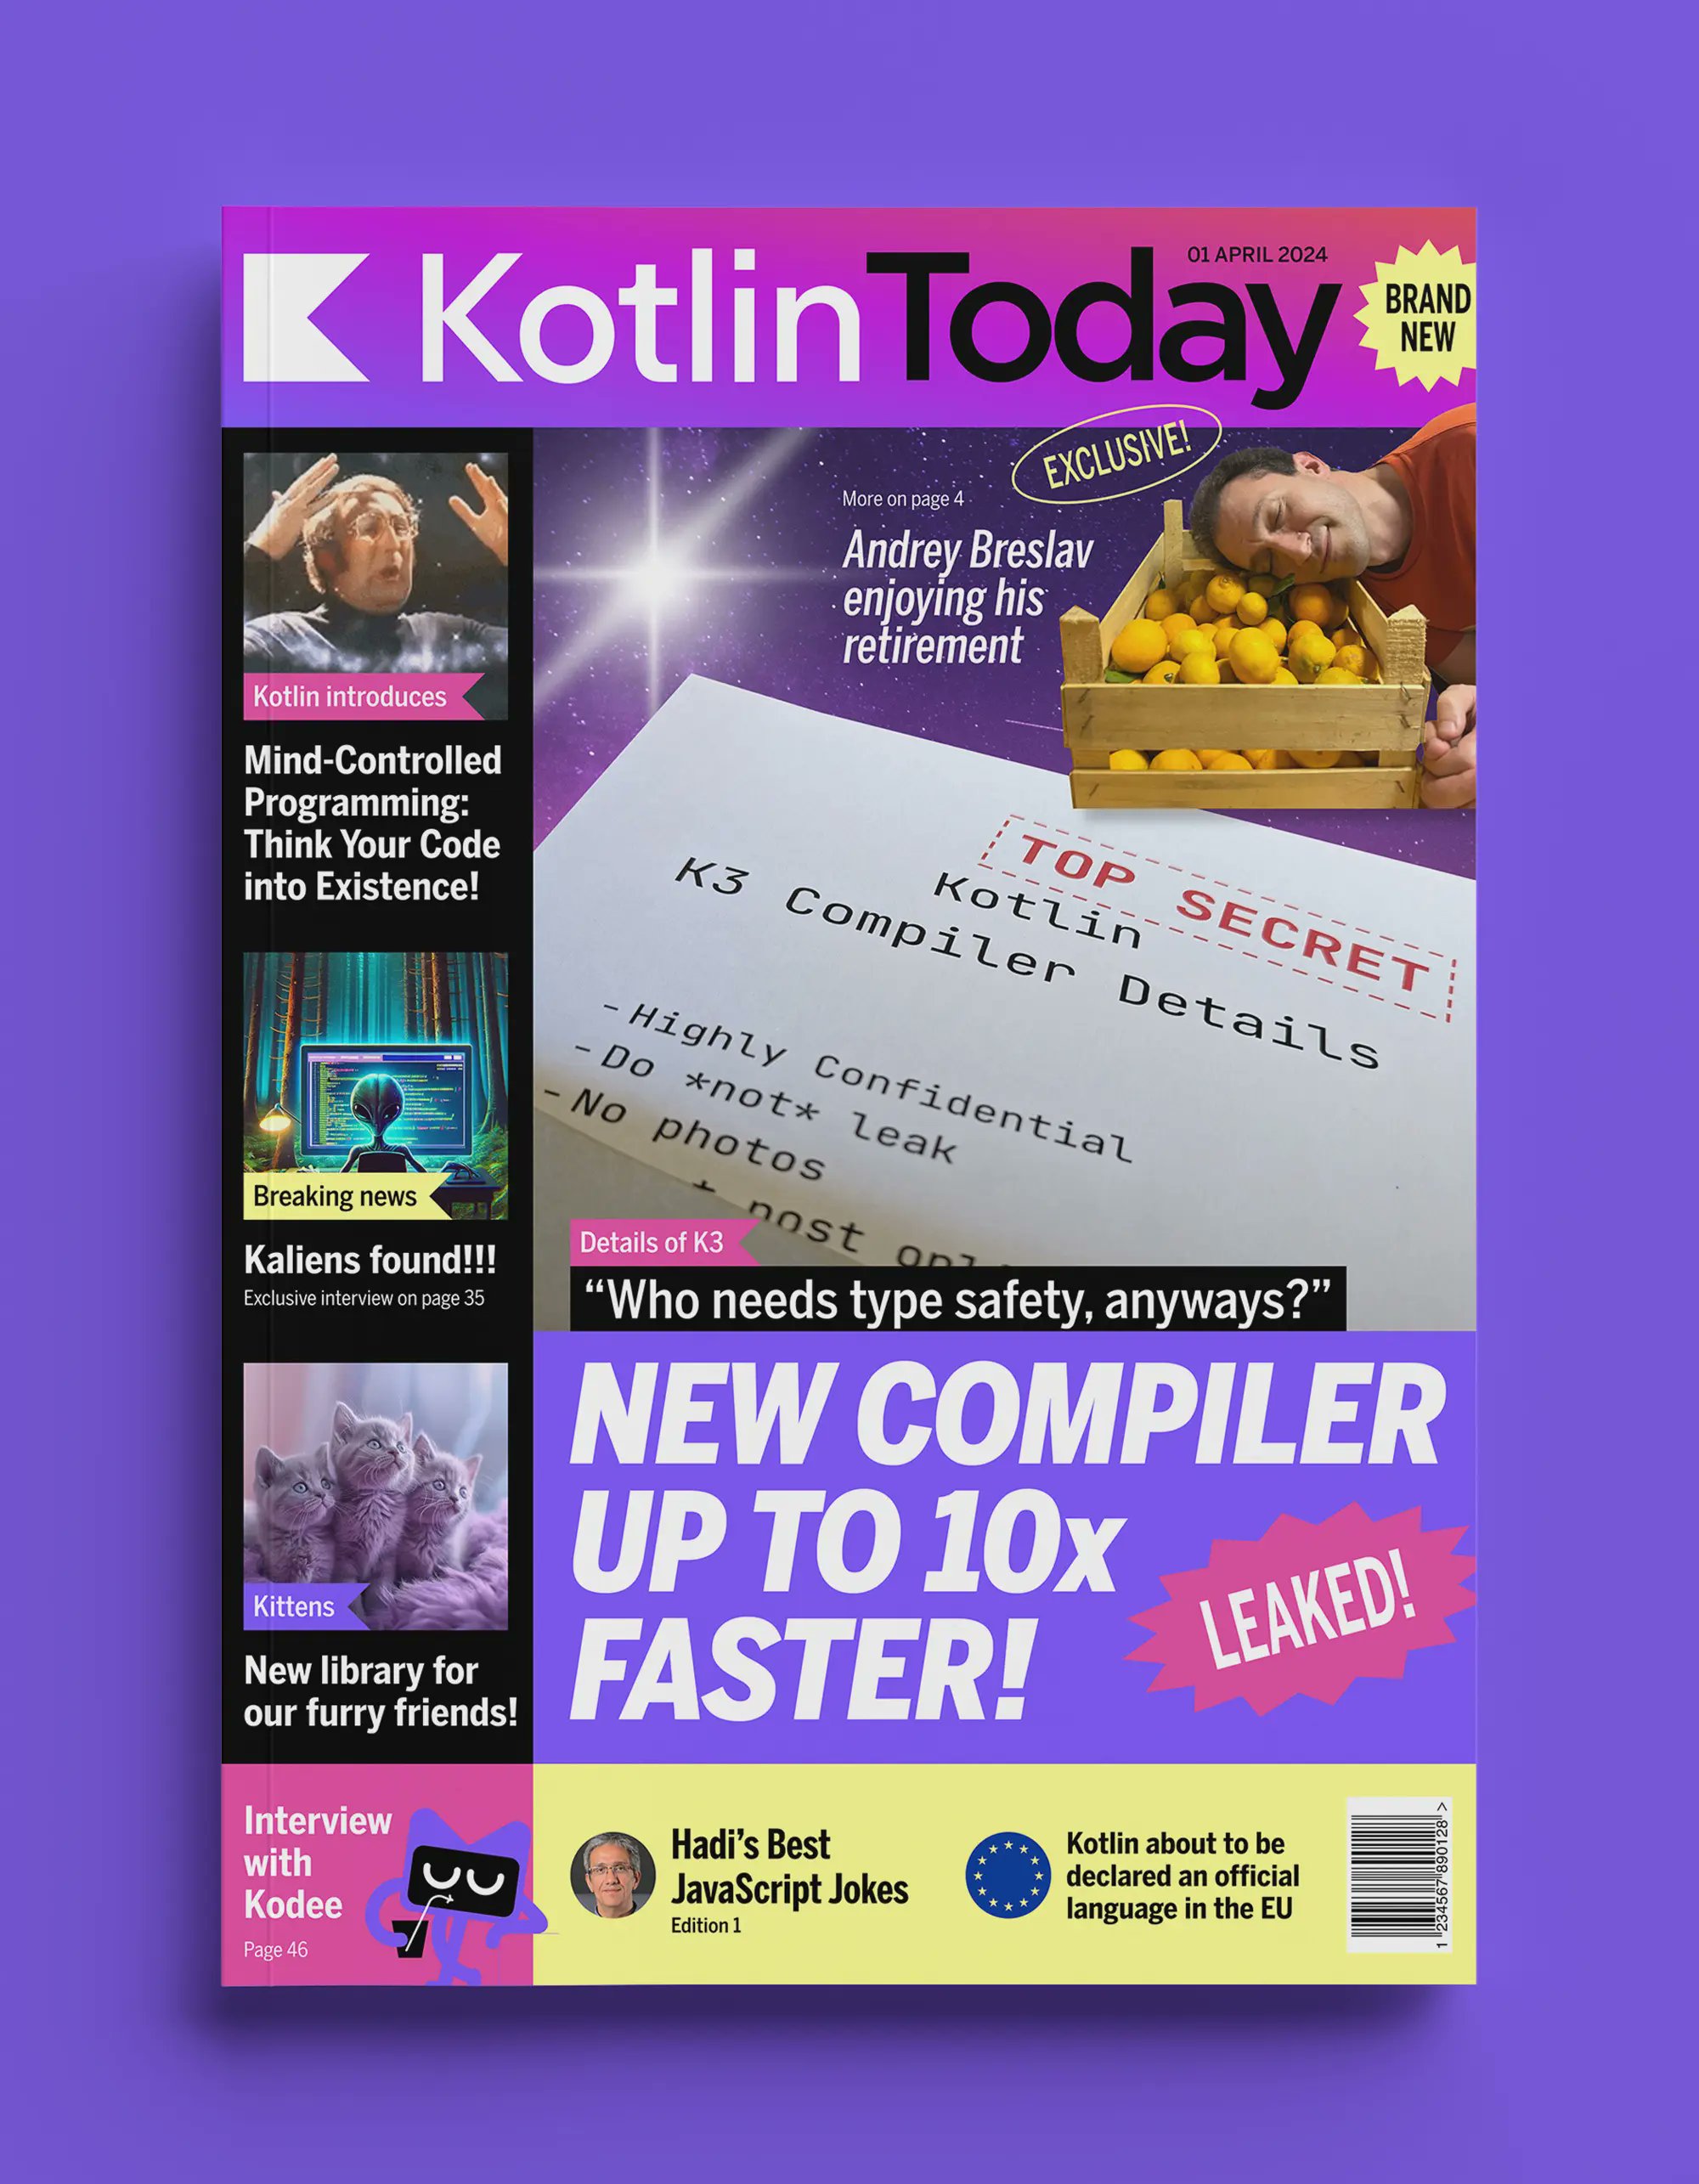 Kotlin Today
01 APRIL 2024
BRAND
NEW
Kotlin introduces
Mind-Controlled
Programming:
Think Your Code
into Existence!
Breaking news
Kaliens found!!!
Exclusive interview on page 35
Kittens
New library for
our furry friends!
EXCLUSIVE!
More on page 4
Andrey Breslav
enjoying his
retirement
TOP SECRET
Kotlin
K3 Compiler Details
-Highly Confidential
-Do *not* leak
-No photos
post
Details of K3
“Who needs type safety, anyways?”
NEW COMPILER
UP TO 10x
FASTER!
LEAKED!
Interview
with
Kodee
Page 46
Hadi’s Best
JavaScript Jokes
Edition 1
Kotlin about to be
declared an official
language in the EU
1 234567 890128 >